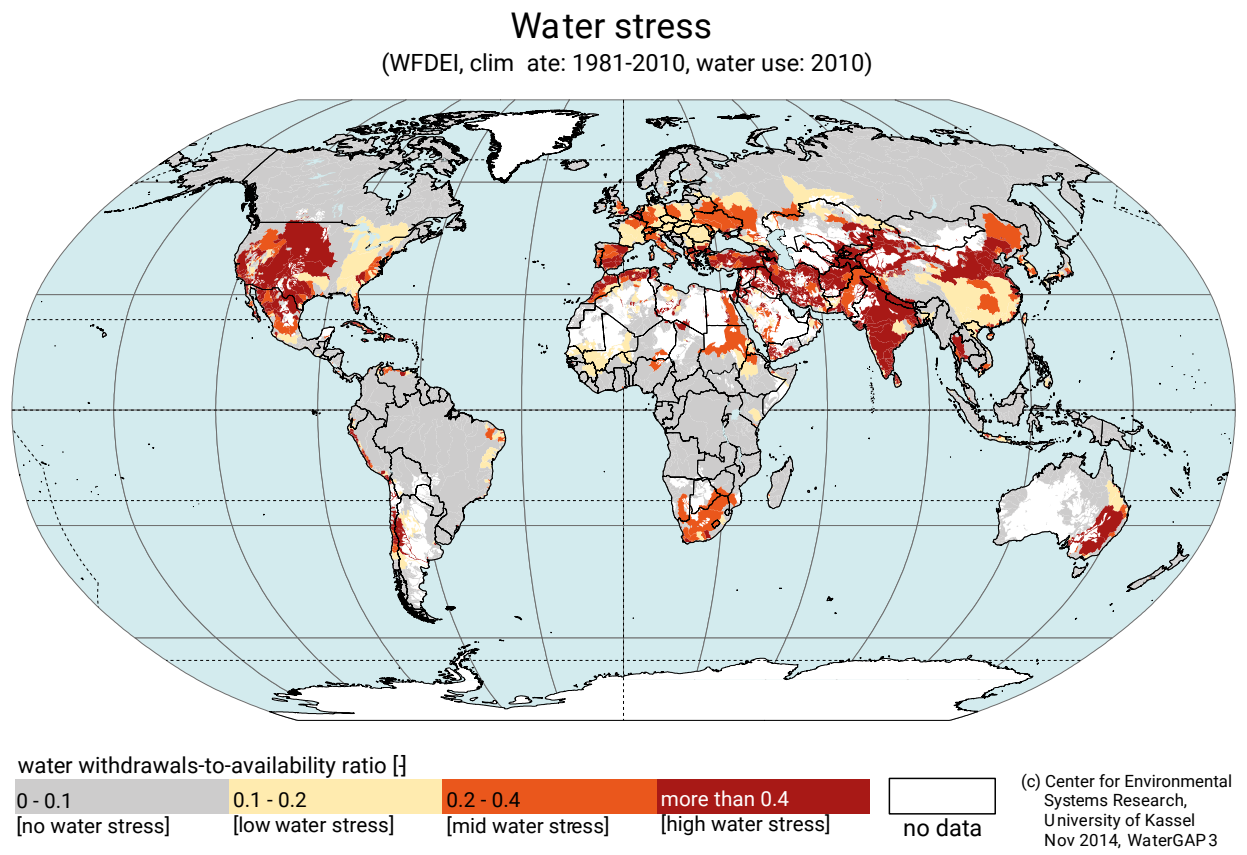 Water stress
(WFDEI, clim ate: 1981-2010, water use: 2010)
water withdrawals-to-availability ratio [-]
0 - 0.1
0.1 - 0.2
0.2 - 0.4
more than 0.4
[no water stress]
[low water stress]
[mid water stress]
[high water stress]
no data
(c) Center for Environmental
Systems Research,
University of Kassel
Nov 2014, WaterGAP3